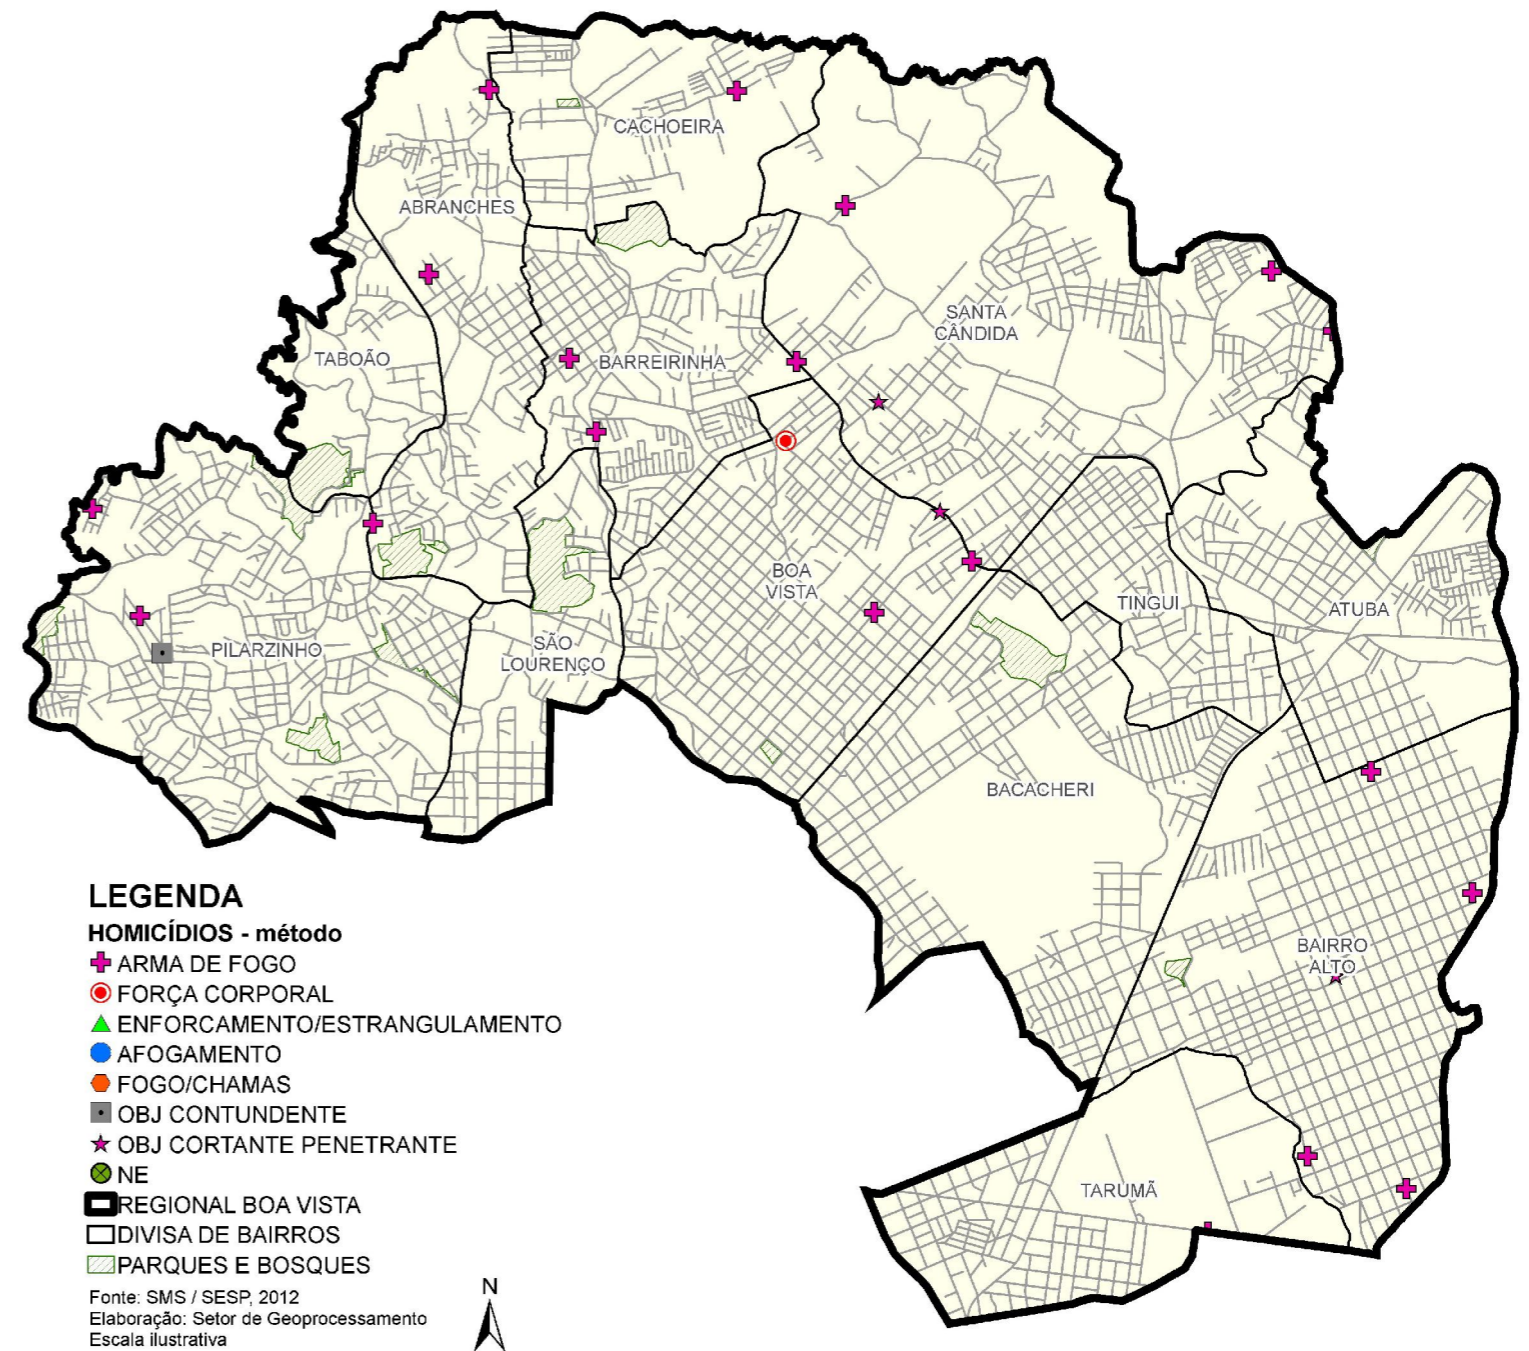 CACHOEIRA
ABRANCHES
SANTA
CÂNDIDA
TABOÃO
BARREIRINHA
BOA
VISTA
TINGUI
ATUBA
PILARZINHO
SÃO
LOURENÇO
BACACHERI
BAIRRO
ALTO
TARUMÃ
LEGENDA
HOMICÍDIOS - método
ARMA DE FOGO
FORÇA CORPORAL
ENFORCAMENTO/ESTRANGULAMENTO
AFOGAMENTO
FOGO/CHAMAS
OBJ CONTUNDENTE
OBJ CORTANTE PENETRANTE
NE
REGIONAL BOA VISTA
DIVISA DE BAIRROS
PARQUES E BOSQUES
Fonte: SMS / SESP, 2012
Elaboração: Setor de Geoprocessamento
Escala ilustrativa
N